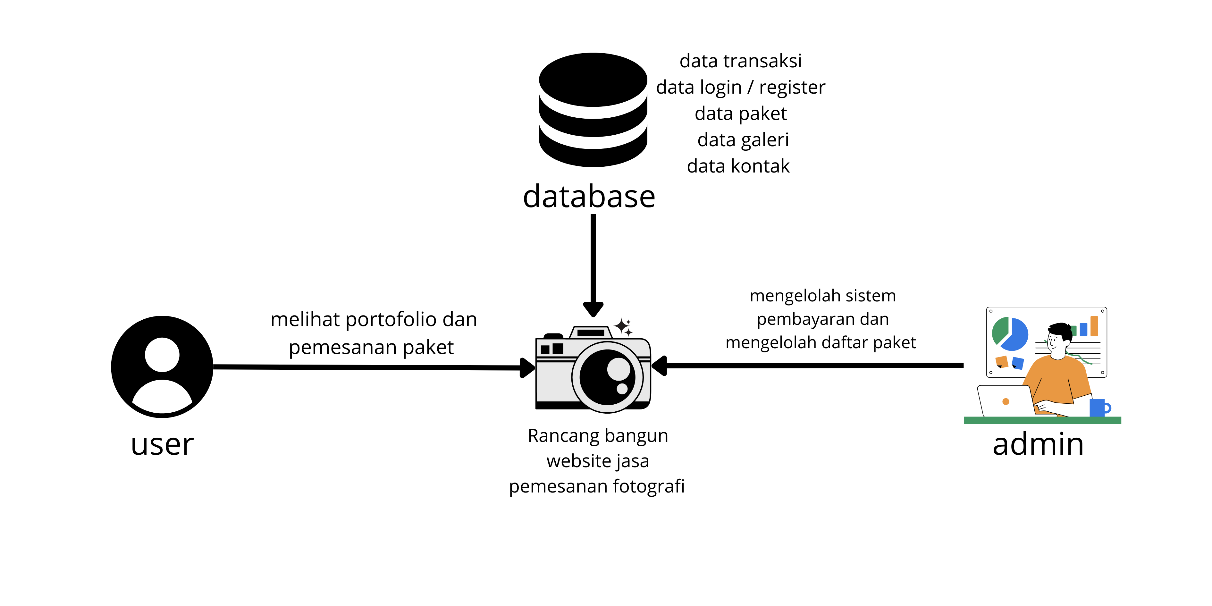 data transaksi
data login / register
data paket
data galeri
data kontak
database
melihat portofolio dan
pemesanan paket
mengelolah sistem
pembayaran dan
mengelolah daftar paket
user
Rancang bangun
website jasa
pemesanan fotografi
admin